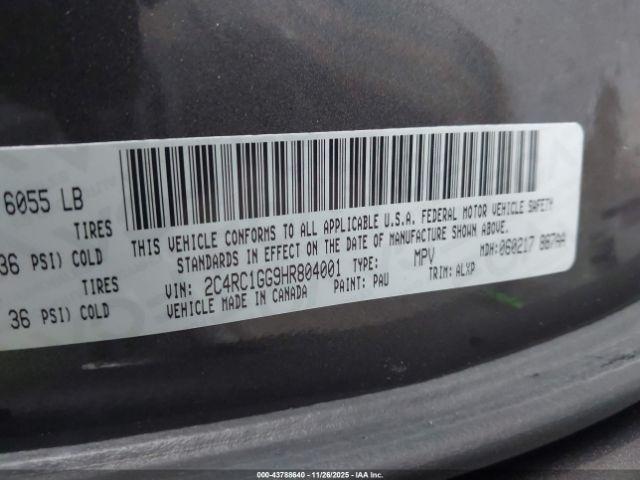 6055 LB
TIRES
36 PSI) COLD
36 PSI) COLD
THIS VEHICLE CONFORMS TO ALL APPLICABLE U.S.A. FEDERAL MOTOR VEHICLE SAFETY
STANDARDS IN EFFECT ON THE DATE OF MANUFACTURE SHOWN ABOVE.
VIN: 2C4RC1GG9HR804001 TYPE: MPV MDH: 060217 867AA
VEHICLE MADE IN CANADA PAINT: PAU TRIM: ALXP
TIRES
00-43788640 - 11/26/2025 - IAA Inc.